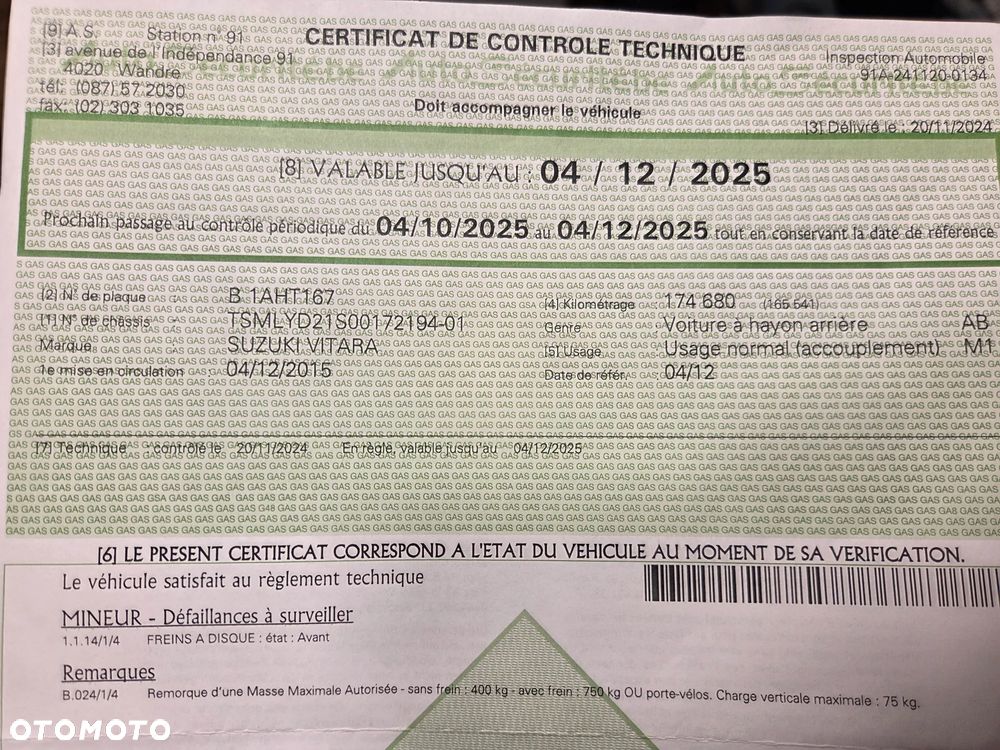 [9] A.S. Station n° 91
[3] avenue de l'Indépendance 91
4020 Wandre
tél: (087) 57.2030
fax: (02) 303 1035
CERTIFICAT DE CONTROLE TECHNIQUE
Doit accompagner le véhicule
Inspection Automobile
91A-241120-0134
[3] Délivré le : 20/11/2024
[8] VALABLE JUSQU'AU : 04 / 12 / 2025
Prochain passage au contrôle périodique du 04/10/2025 au 04/12/2025 tout en conservant la date de référence
[2] N° de plaque : B 1AHT167
[1] N° de chassis : TSMLYD21S00172194-01
Marque : SUZUKI VITARA
1e mise en circulation 04/12/2015
[4] Kilométrage 174 680 (165 641)
Genre Voiture à hayon arrière AB
[5] Usage Usage normal (accouplement) M1
Date de référ. 04/12
[7] Technique : contrôlé le 20/11/2024 En règle, valable jusqu'au 04/12/2025
[6] LE PRESENT CERTIFICAT CORRESPOND A L'ETAT DU VEHICULE AU MOMENT DE SA VERIFICATION.
Le véhicule satisfait au règlement technique
MINEUR - Défaillances à surveiller
1.1.14/1/4 FREINS A DISQUE : état : Avant
Remarques
B.024/1/4 Remorque d'une Masse Maximale Autorisée - sans frein : 400 kg - avec frein : 750 kg OU porte-vélos. Charge verticale maximale : 75 kg.
OTOMOTO